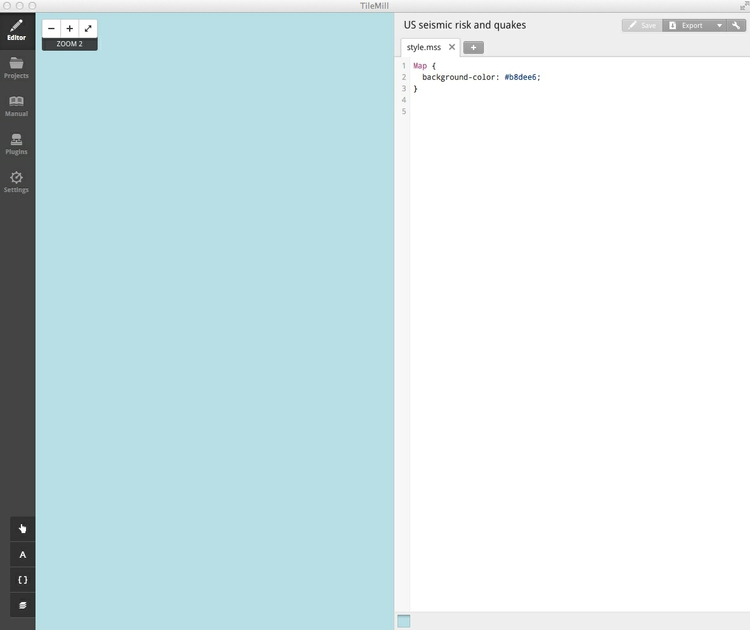 TileMill
Editor
Projects
Manual
Plugins
Settings
ZOOM 2
A
{ }
US seismic risk and quakes
Save
Export
style.mss
+
1 Map {
2   background-color: #b8dee6;
3 }
4
5